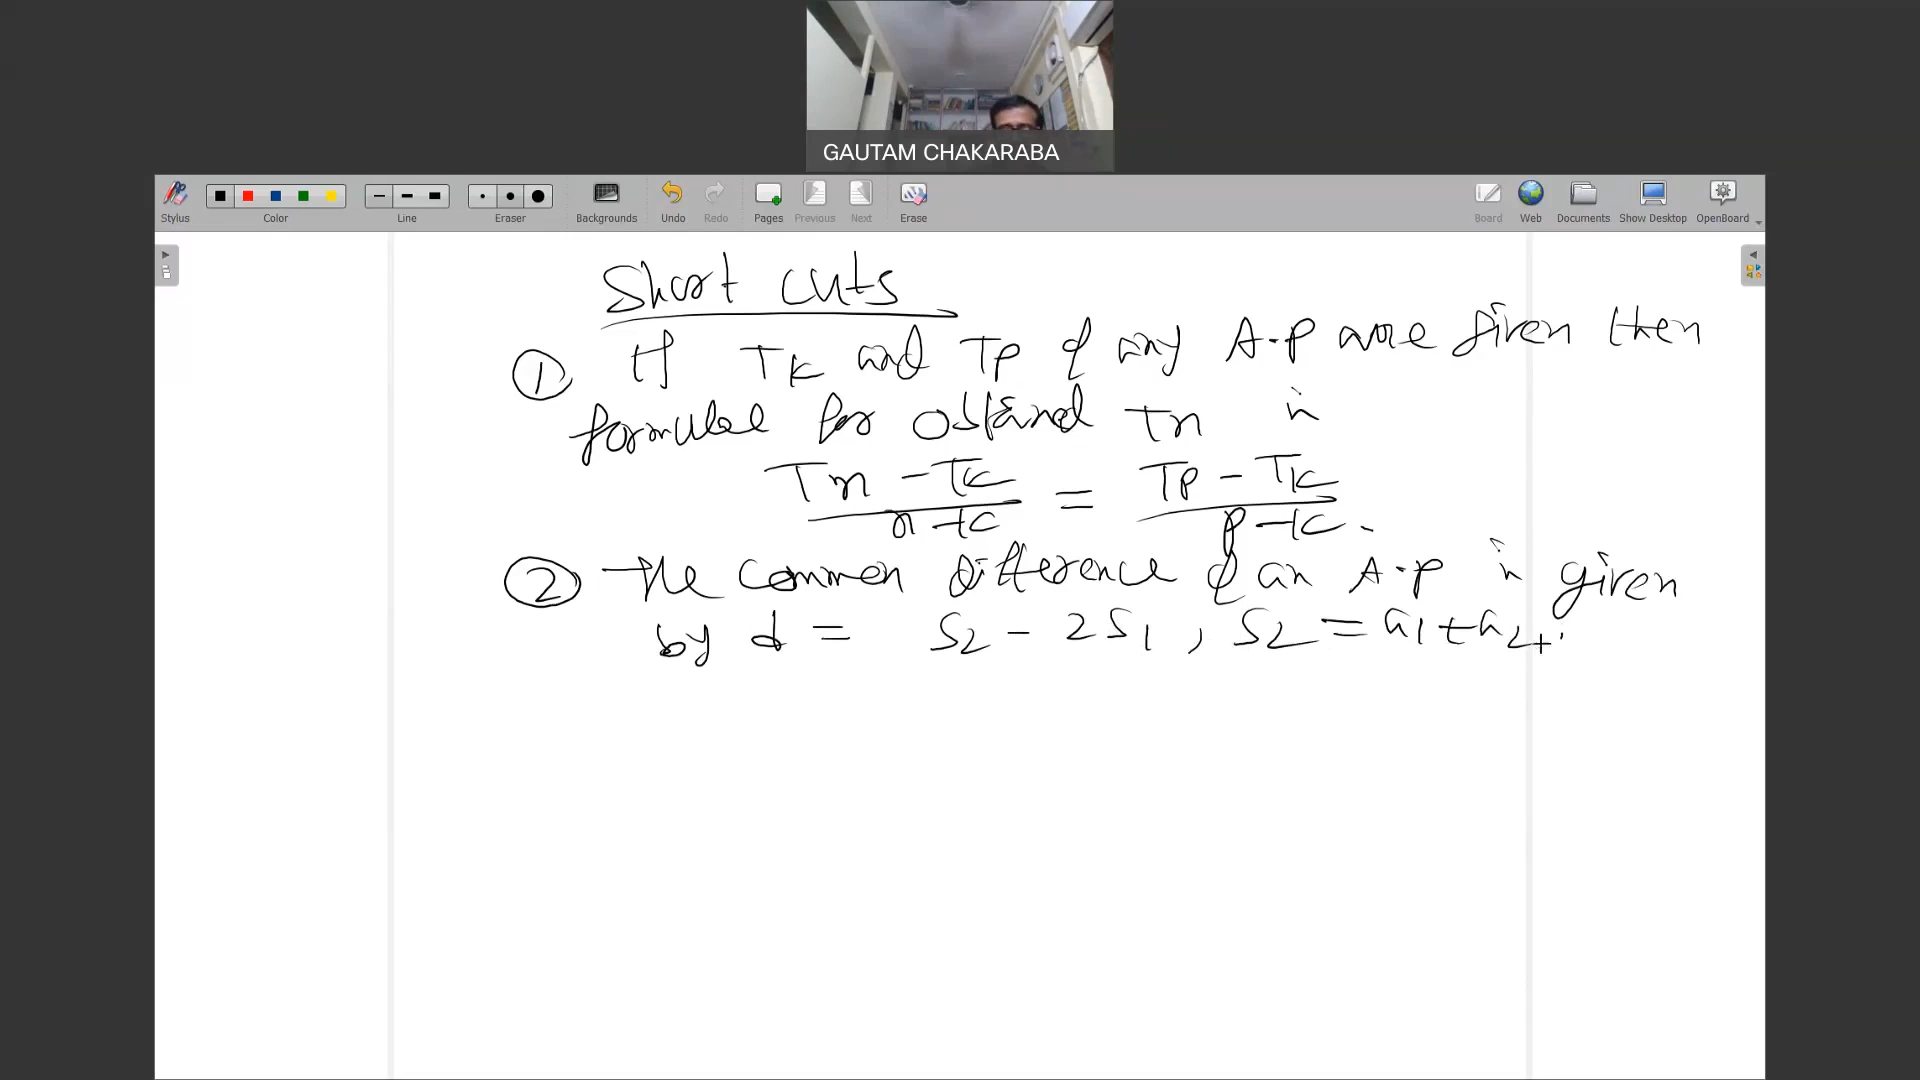 GAUTAM CHAKARABA
Stylus Color Line Eraser Backgrounds Undo Redo Pages Previous Next Erase Board Web Documents Show Desktop OpenBoard
Short cuts
① If TK and Tp of any A.P are given then
formulae for obtained Tn is
Tn - TK / n - K = Tp - TK / p - K.
② The common difference of an A.P is given
by d = S2 - 2S1, S2 = a1 + a2